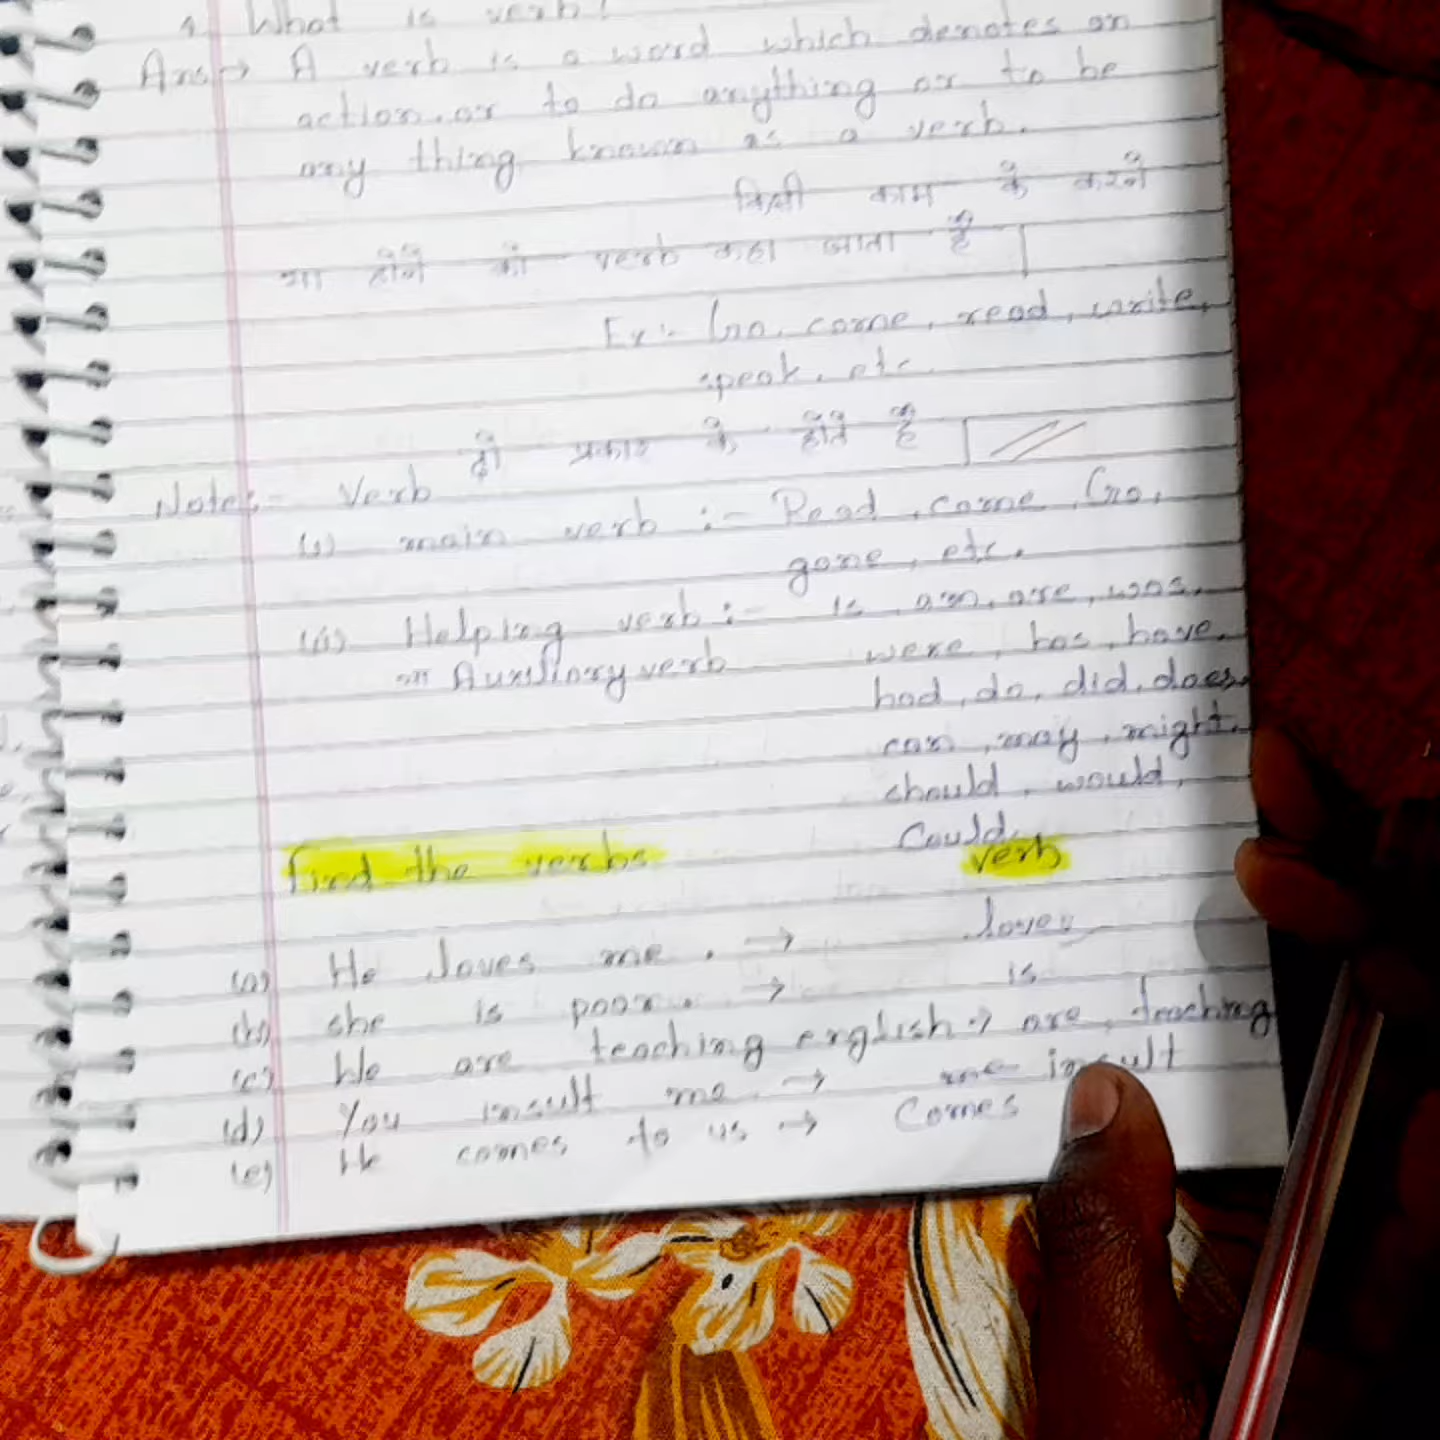 1. What is verb?
Ans → A verb is a word which denotes an
action or to do anything or to be
any thing known as a verb.
किसी काम के करने
या होने को verb कहा जाता है |
Ex:- Go, come, read, write,
speak, etc.
Note:- Verb दो प्रकार के होते है |
(i) main verb :- Read, come, Go,
gone, etc.
(ii) Helping verb :- is, am, are, was,
या Auxiliary verb were, has, have,
had, do, did, does,
can, may, might,
should, would,
Could,
find the verbs verb
(a) He loves me. → loves
(b) she is poor. → is
(c) We are teaching english → are, teaching
(d) You insult me. → insult
(e) He comes to us → Comes